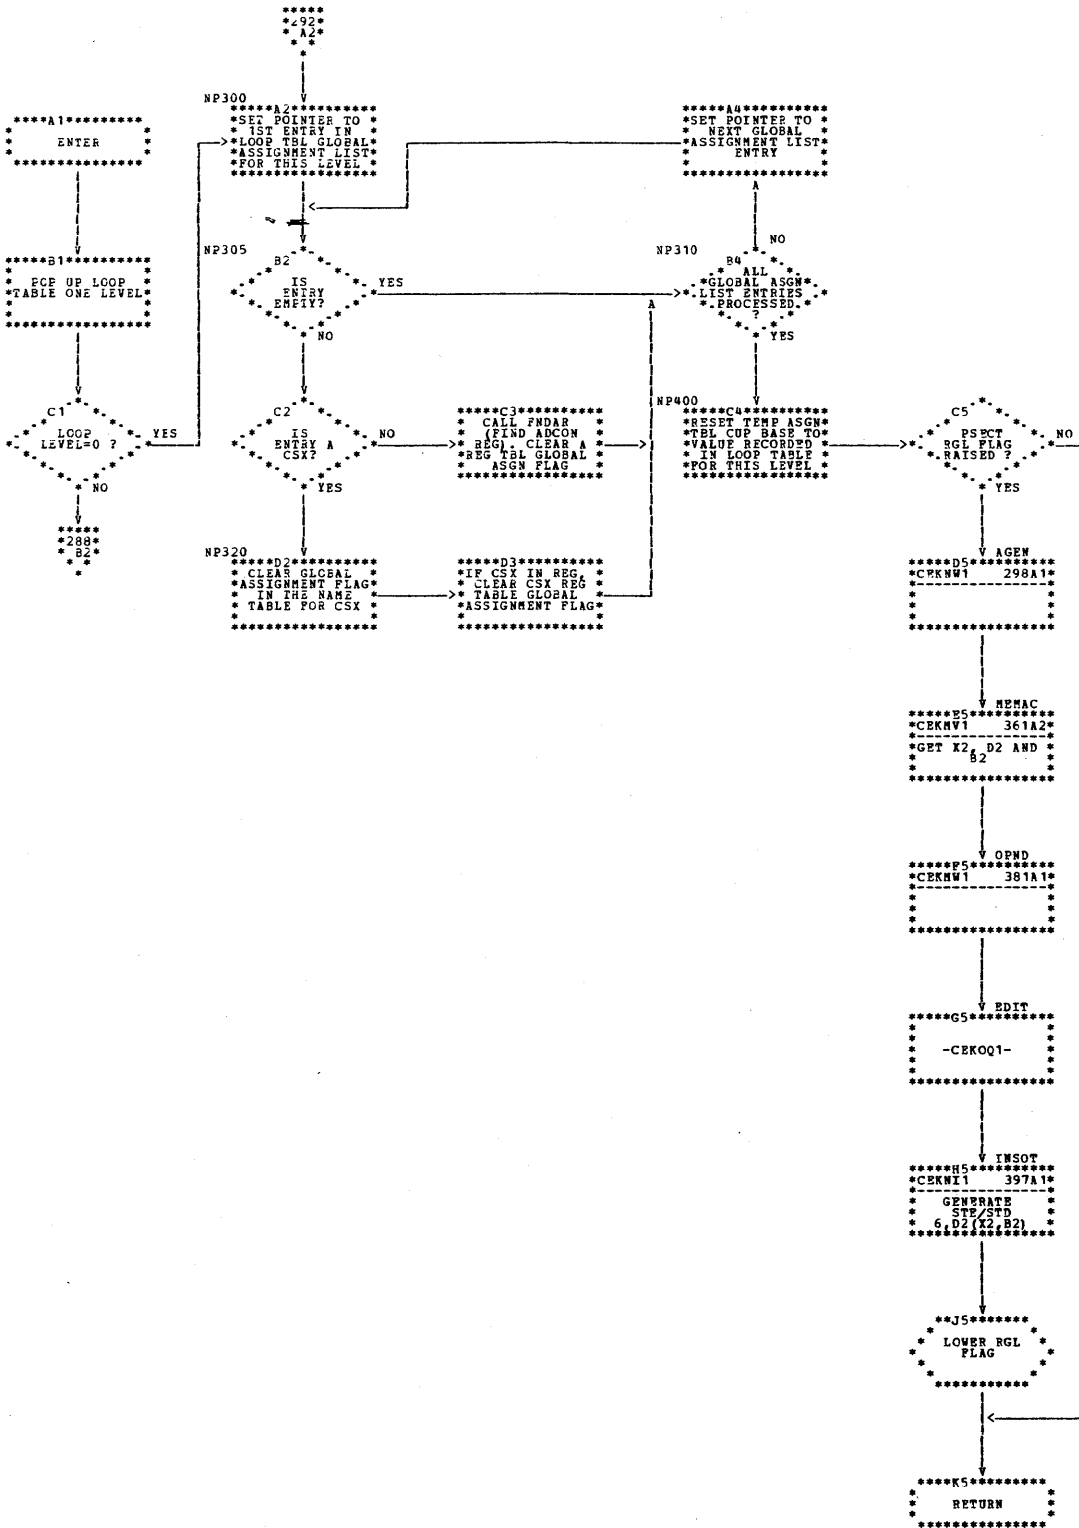 292
A2
NP300
A1
ENTER
A2
SET POINTER TO
1ST ENTRY IN
LOOP TBL GLOBAL
ASSIGNMENT LIST
FOR THIS LEVEL
A4
SET POINTER TO
NEXT GLOBAL
ASSIGNMENT LIST
ENTRY
B1
POP UP LOOP
TABLE ONE LEVEL
NP305
B2
IS
ENTRY
EMPTY?
YES
NO
NP310
B4
ALL
GLOBAL ASGN
LIST ENTRIES
PROCESSED
?
NO
YES
C1
LOOP
LEVEL=0 ?
YES
NO
288
B2
C2
IS
ENTRY A
CSX?
NO
YES
C3
CALL FNDAR
(FIND ADCON
REG). CLEAR A
REG TBL GLOBAL
ASGN FLAG
NP400
C4
RESET TEMP ASGN
TBL CUP BASE TO
VALUE RECORDED
IN LOOP TABLE
FOR THIS LEVEL
C5
PSECT
RGL FLAG
RAISED ?
NO
YES
NP320
D2
CLEAR GLOBAL
ASSIGNMENT FLAG
IN THE NAME
TABLE FOR CSX
D3
IF CSX IN REG,
CLEAR CSX REG
TABLE GLOBAL
ASSIGNMENT FLAG
AGEN
D5
CEKNW1 298A1
MEMAC
E5
CEKMV1 361A2
GET X2, D2 AND
B2
OPND
F5
CEKMW1 381A1
EDIT
G5
-CEKOQ1-
INSOT
H5
CEKNI1 397A1
GENERATE
STE/STD
6,D2(X2,B2)
J5
LOWER RGL
FLAG
K5
RETURN